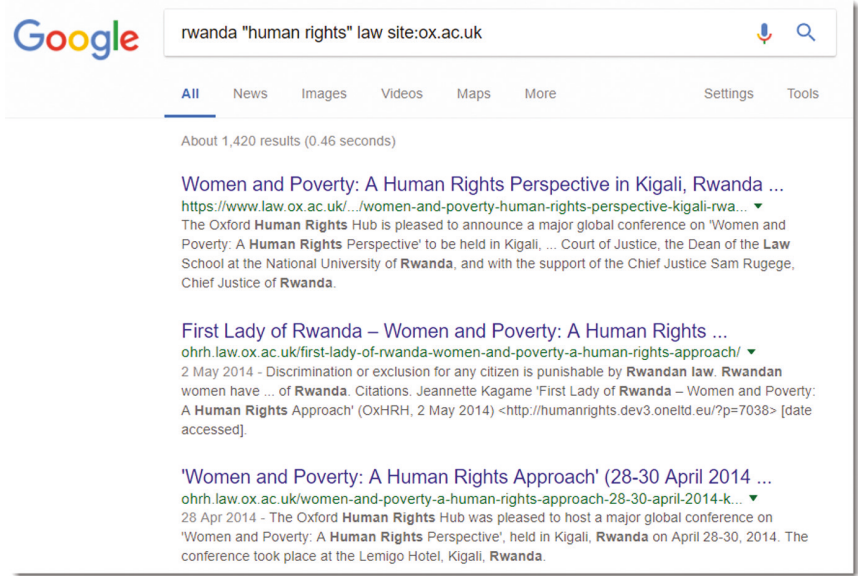 Google
rwanda "human rights" law site:ox.ac.uk
All News Images Videos Maps More Settings Tools
About 1,420 results (0.46 seconds)
Women and Poverty: A Human Rights Perspective in Kigali, Rwanda ...
https://www.law.ox.ac.uk/.../women-and-poverty-human-rights-perspective-kigali-rwa...
The Oxford Human Rights Hub is pleased to announce a major global conference on 'Women and
Poverty: A Human Rights Perspective' to be held in Kigali, ... Court of Justice, the Dean of the Law
School at the National University of Rwanda, and with the support of the Chief Justice Sam Rugege,
Chief Justice of Rwanda.
First Lady of Rwanda – Women and Poverty: A Human Rights ...
ohrh.law.ox.ac.uk/first-lady-of-rwanda-women-and-poverty-a-human-rights-approach/
2 May 2014 - Discrimination or exclusion for any citizen is punishable by Rwandan law. Rwandan
women have ... of Rwanda. Citations. Jeannette Kagame 'First Lady of Rwanda – Women and Poverty:
A Human Rights Approach' (OxHRH, 2 May 2014) <http://humanrights.dev3.oneltd.eu/?p=7038> [date
accessed].
'Women and Poverty: A Human Rights Approach' (28-30 April 2014 ...
ohrh.law.ox.ac.uk/women-and-poverty-a-human-rights-approach-28-30-april-2014-k...
28 Apr 2014 - The Oxford Human Rights Hub was pleased to host a major global conference on
'Women and Poverty: A Human Rights Perspective', held in Kigali, Rwanda on April 28-30, 2014. The
conference took place at the Lemigo Hotel, Kigali, Rwanda.